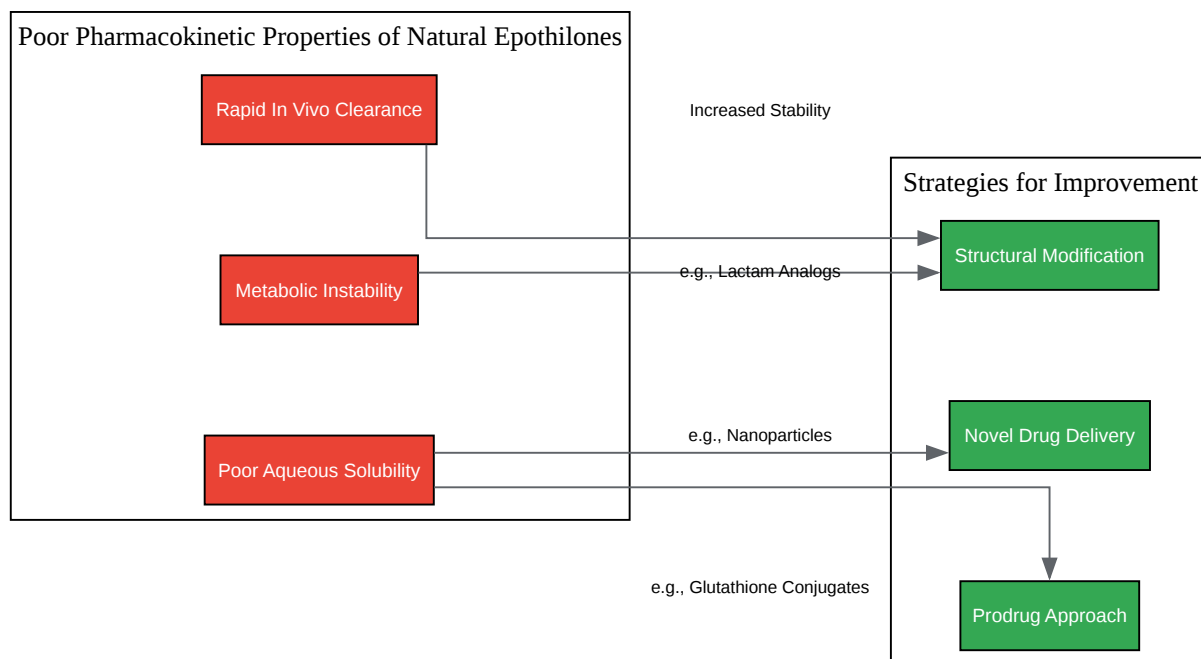 Poor Pharmacokinetic Properties of Natural Epothilones
Rapid In Vivo Clearance
Increased Stability
Strategies for Improvement
Structural Modification
Metabolic Instability
e.g., Lactam Analogs
Novel Drug Delivery
e.g., Nanoparticles
Poor Aqueous Solubility
e.g., Glutathione Conjugates
Prodrug Approach